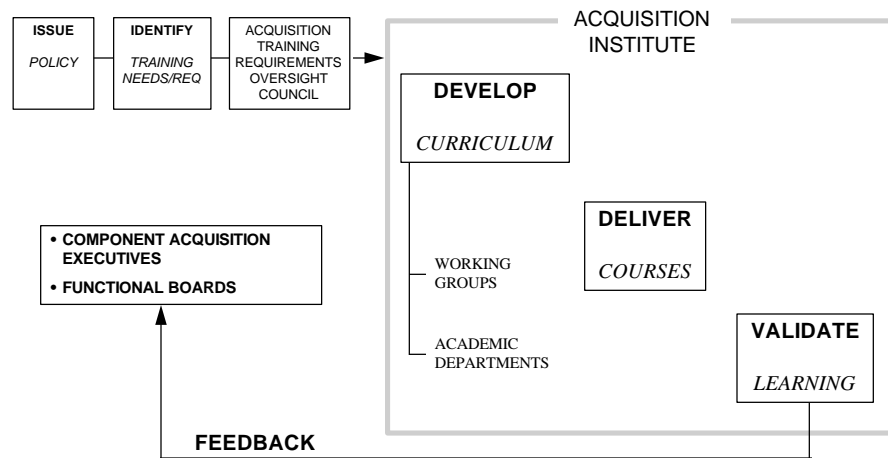 ISSUE
POLICY
IDENTIFY
TRAINING
NEEDS/REQ
ACQUISITION
TRAINING
REQUIREMENTS
OVERSIGHT
COUNCIL
ACQUISITION
INSTITUTE
DEVELOP
CURRICULUM
WORKING
GROUPS
ACADEMIC
DEPARTMENTS
DELIVER
COURSES
VALIDATE
LEARNING
• COMPONENT ACQUISITION
EXECUTIVES
• FUNCTIONAL BOARDS
FEEDBACK